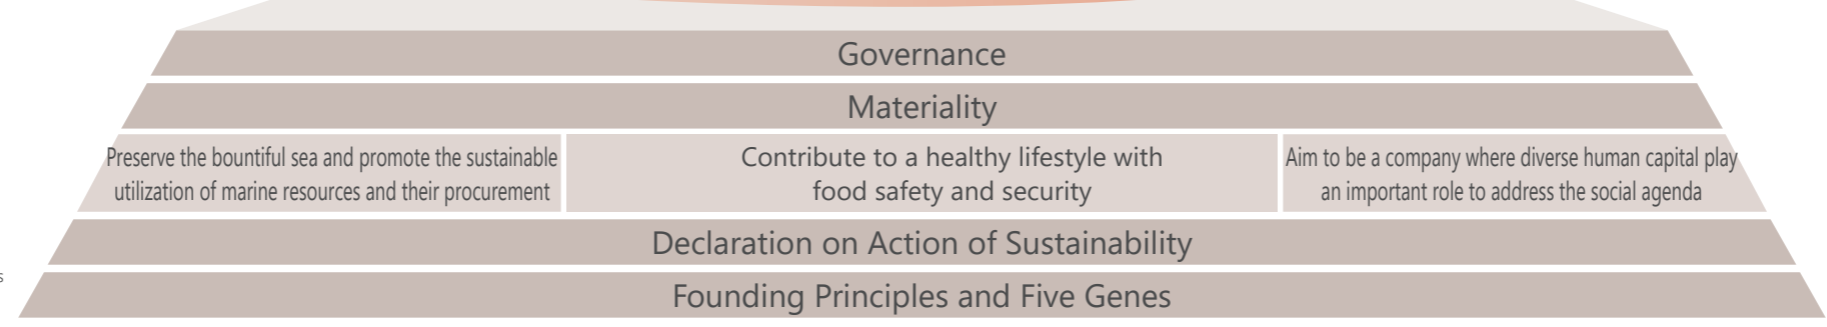 Governance
Materiality
Preserve the bountiful sea and promote the sustainable
utilization of marine resources and their procurement
Contribute to a healthy lifestyle with
food safety and security
Aim to be a company where diverse human capital play
an important role to address the social agenda
Declaration on Action of Sustainability
Founding Principles and Five Genes